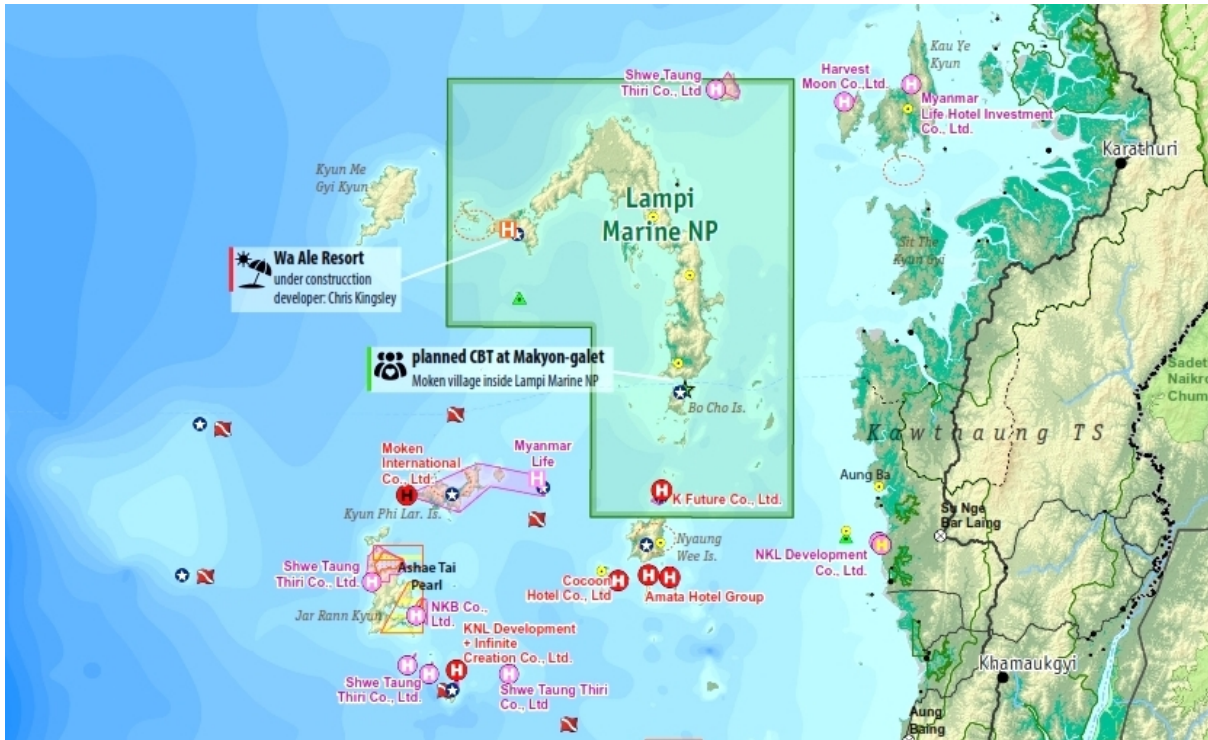 Kau Ye
Kyun
Shwe Taung
Thiri Co., Ltd
Harvest
Moon Co.,Ltd.
Myanmar
Life Hotel Investment
Co., Ltd.
Karathuri
Kyun Me
Gyi Kyun
Lampi
Marine NP
H
Sit The
Kyun Gyi
Wa Ale Resort
under construcction
developer: Chris Kingsley
planned CBT at Makyon-galet
Moken village inside Lampi Marine NP
Bo Cho Is.
Sadet
Naikro
Chum
Kawthaung TS
Moken
International
Co., Ltd.
Myanmar
Life
H
H
Kyun Phi Lar. Is.
H
K Future Co., Ltd.
Aung Ba
Su Nge
Bar Laing
Nyaung
Wee Is.
NKL Development
Co., Ltd.
H
Shwe Taung
Thiri Co., Ltd.
H
Ashae Tai
Pearl
Cocoon
Hotel Co., Ltd
H
H
H
Amata Hotel Group
Jar Rann Kyun
H
NKB Co.,
Ltd.
KNL Development
+ Infinite
Creation Co., Ltd.
H
H
H
H
Shwe Taung
Thiri Co., Ltd.
Shwe Taung Thiri
Co., Ltd
Khamaukgyi
Aung
Baing